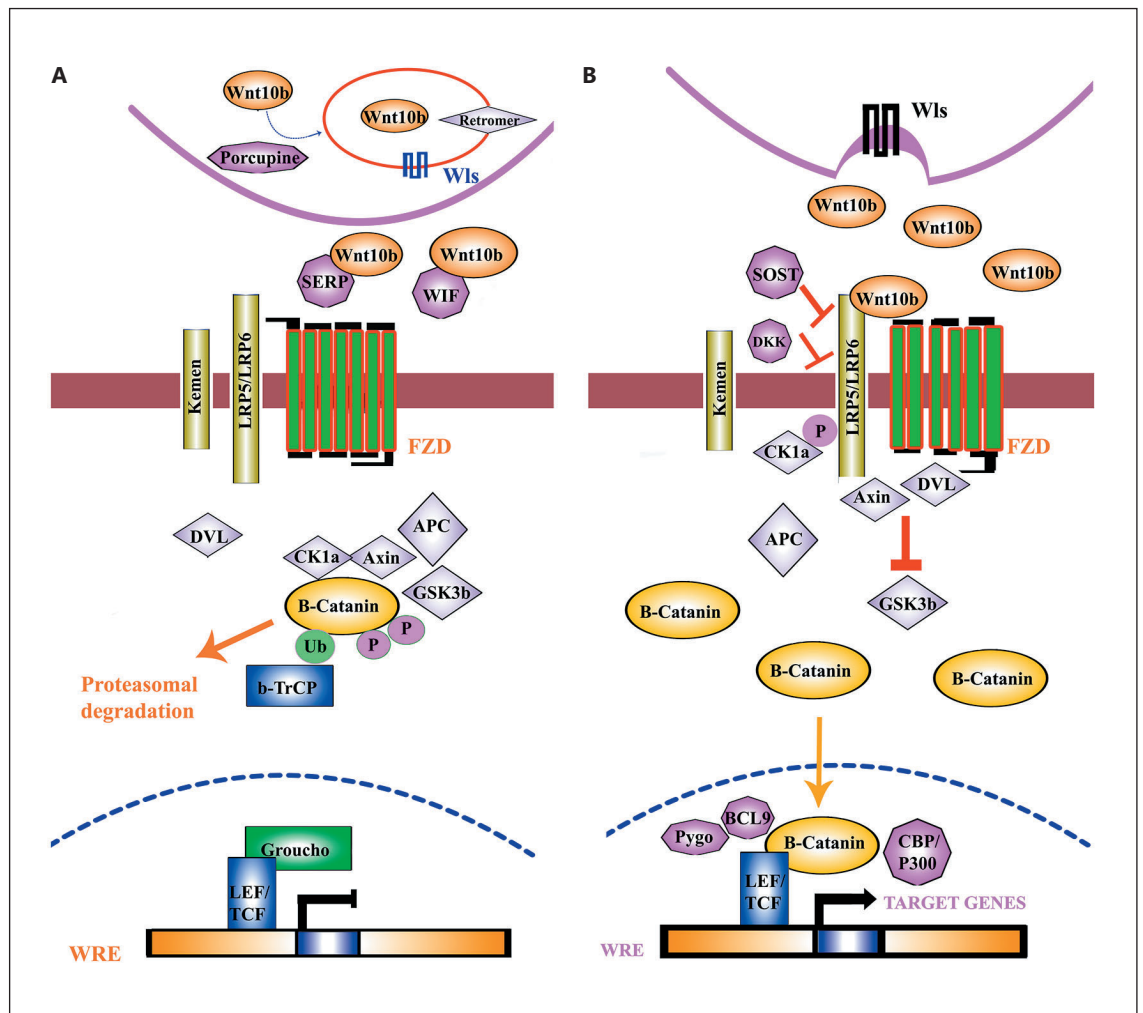 A
Wnt10b
Wnt10b
Retromer
Porcupine
Wls
Wnt10b
Wnt10b
SERP
WIF
Kemen
LRP5/LRP6
FZD
DVL
APC
CK1a
Axin
GSK3b
B-Catanin
Ub
P
P
b-TrCP
Proteasomal
degradation
Groucho
LEF/
TCF
WRE
B
Wls
Wnt10b
Wnt10b
Wnt10b
SOST
Wnt10b
DKK
Kemen
LRP5/LRP6
P
CK1a
FZD
DVL
Axin
APC
GSK3b
B-Catanin
B-Catanin
B-Catanin
BCL9
Pygo
B-Catanin
CBP/
P300
LEF/
TCF
TARGET GENES
WRE